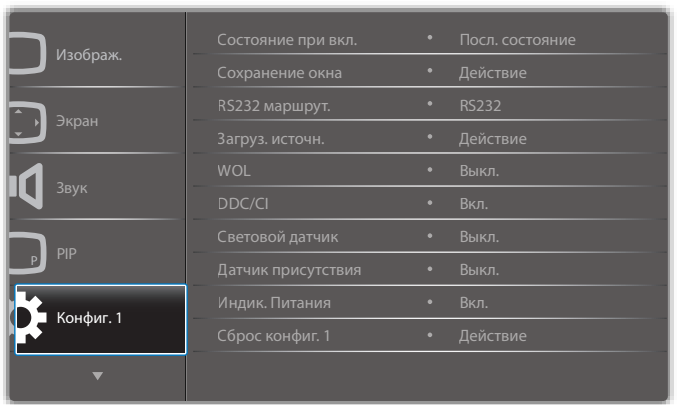 Изображ.
Экран
Звук
P
PIP
Конфиг. 1
Состояние при вкл. • Посл. состояние
Сохранение окна • Действие
RS232 маршрут. • RS232
Загруз. источн. • Действие
WOL • Выкл.
DDC/CI • Вкл.
Световой датчик • Выкл.
Датчик присутствия • Выкл.
Индик. Питания • Вкл.
Сброс конфиг. 1 • Действие